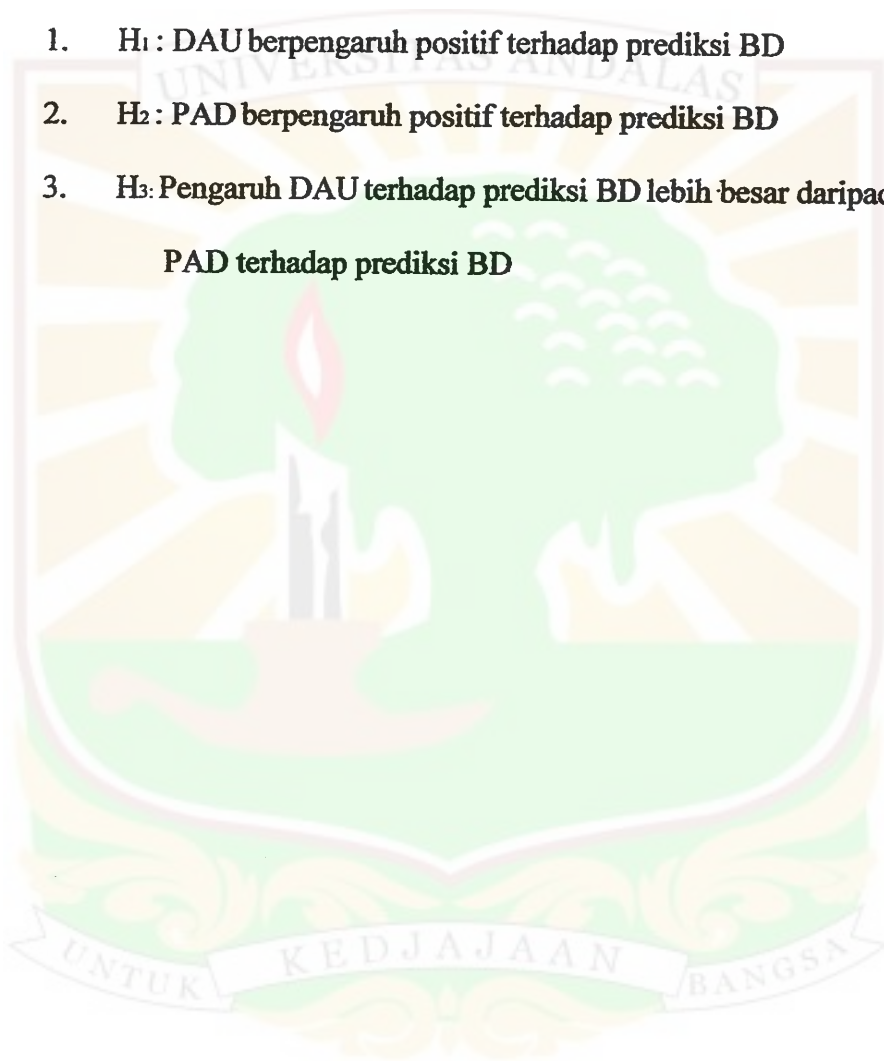 1. H1 : DAU berpengaruh positif terhadap prediksi BD
UNIVERSITAS ANDALAS
2. H2 : PAD berpengaruh positif terhadap prediksi BD
3. H3: Pengaruh DAU terhadap prediksi BD lebih besar
PAD terhadap prediksi BD
UNTUK KEDJAJAAN BANGSA